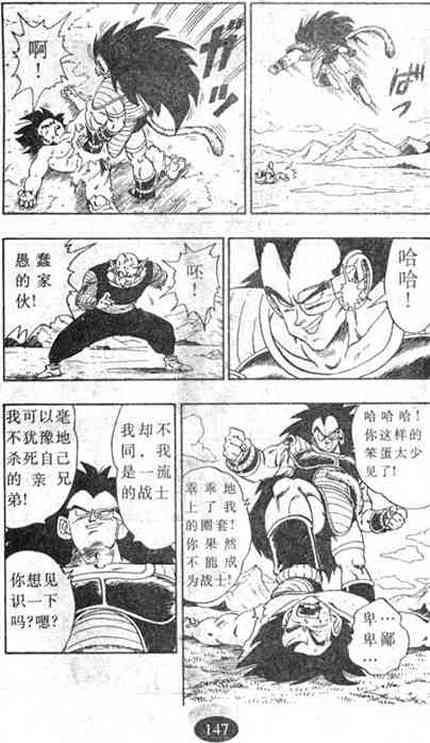 ばっ
ガッ
啊！
哈
哈！
呸！
愚蠢
的家
伙!
哈哈哈！
你这样的
笨蛋太少
见了！
乖乖地
上了我
的圈套!
你果然
不能成
为战士!
卑…
卑鄙
…
我却不
同，我
是一流
的战士
我可以毫
不犹豫地
杀死自己
的亲兄
弟!
你想见
识一下
吗?嗯?
147